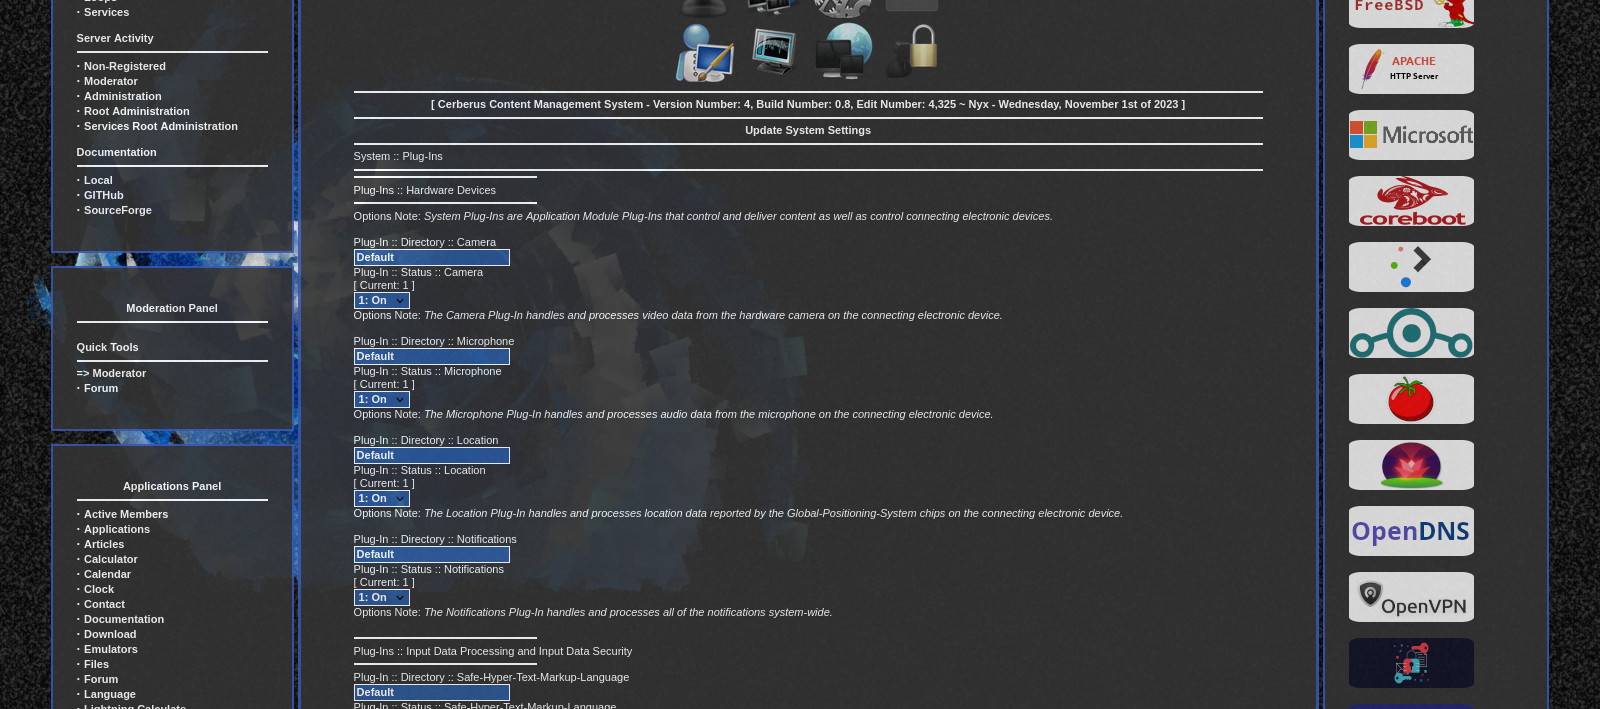 · Services
Server Activity
· Non-Registered
· Moderator
· Administration
· Root Administration
· Services Root Administration
Documentation
· Local
· GITHub
· SourceForge
Moderation Panel
Quick Tools
=> Moderator
· Forum
Applications Panel
· Active Members
· Applications
· Articles
· Calculator
· Calendar
· Clock
· Contact
· Documentation
· Download
· Emulators
· Files
· Forum
· Language
· Lightning Calculate
[ Cerberus Content Management System - Version Number: 4, Build Number: 0.8, Edit Number: 4,325 ~ Nyx - Wednesday, November 1st of 2023 ]
Update System Settings
System :: Plug-Ins
Plug-Ins :: Hardware Devices
Options Note: System Plug-Ins are Application Module Plug-Ins that control and deliver content as well as control connecting electronic devices.
Plug-In :: Directory :: Camera
Default
Plug-In :: Status :: Camera
[ Current: 1 ]
1: On
Options Note: The Camera Plug-In handles and processes video data from the hardware camera on the connecting electronic device.
Plug-In :: Directory :: Microphone
Default
Plug-In :: Status :: Microphone
[ Current: 1 ]
1: On
Options Note: The Microphone Plug-In handles and processes audio data from the microphone on the connecting electronic device.
Plug-In :: Directory :: Location
Default
Plug-In :: Status :: Location
[ Current: 1 ]
1: On
Options Note: The Location Plug-In handles and processes location data reported by the Global-Positioning-System chips on the connecting electronic device.
Plug-In :: Directory :: Notifications
Default
Plug-In :: Status :: Notifications
[ Current: 1 ]
1: On
Options Note: The Notifications Plug-In handles and processes all of the notifications system-wide.
Plug-Ins :: Input Data Processing and Input Data Security
Plug-In :: Directory :: Safe-Hyper-Text-Markup-Language
Default
Plug-In :: Status :: Safe-Hyper-Text-Markup-Language
FreeBSD
APACHE
HTTP Server
Microsoft
coreboot
OpenDNS
OpenVPN